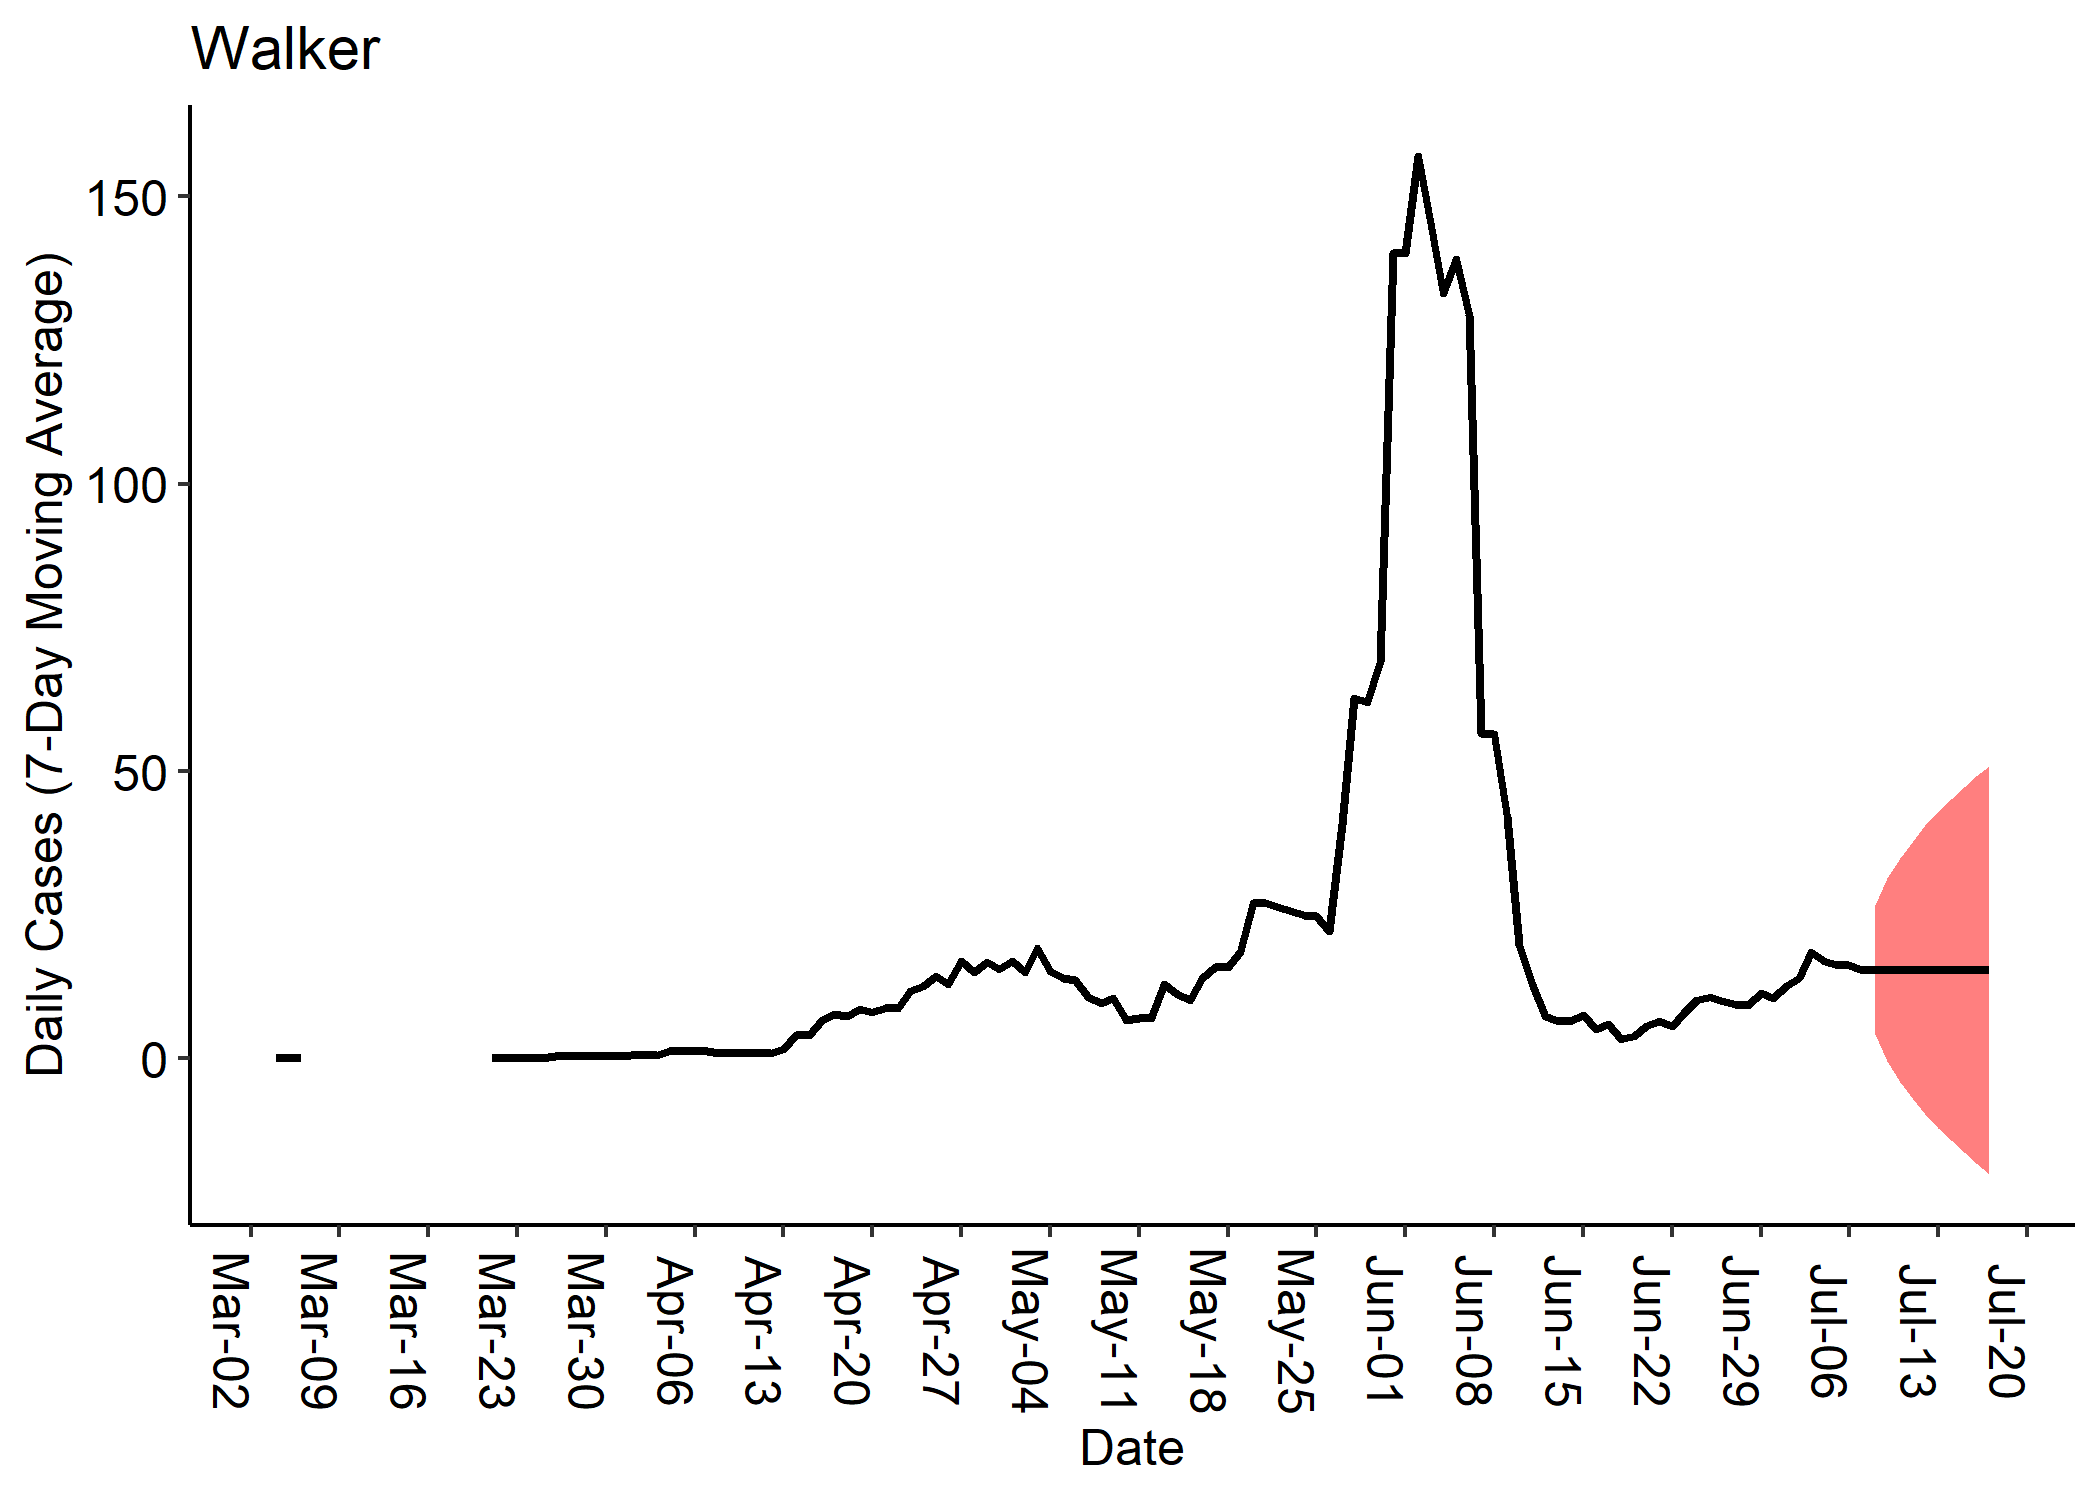 Walker
Daily Cases (7-Day Moving Average)
150
100
50
0
Mar-02
Mar-09
Mar-16
Mar-23
Mar-30
Apr-06
Apr-13
Apr-20
Apr-27
May-04
May-11
May-18
May-25
Jun-01
Jun-08
Jun-15
Jun-22
Jun-29
Jul-06
Jul-13
Jul-20
Date